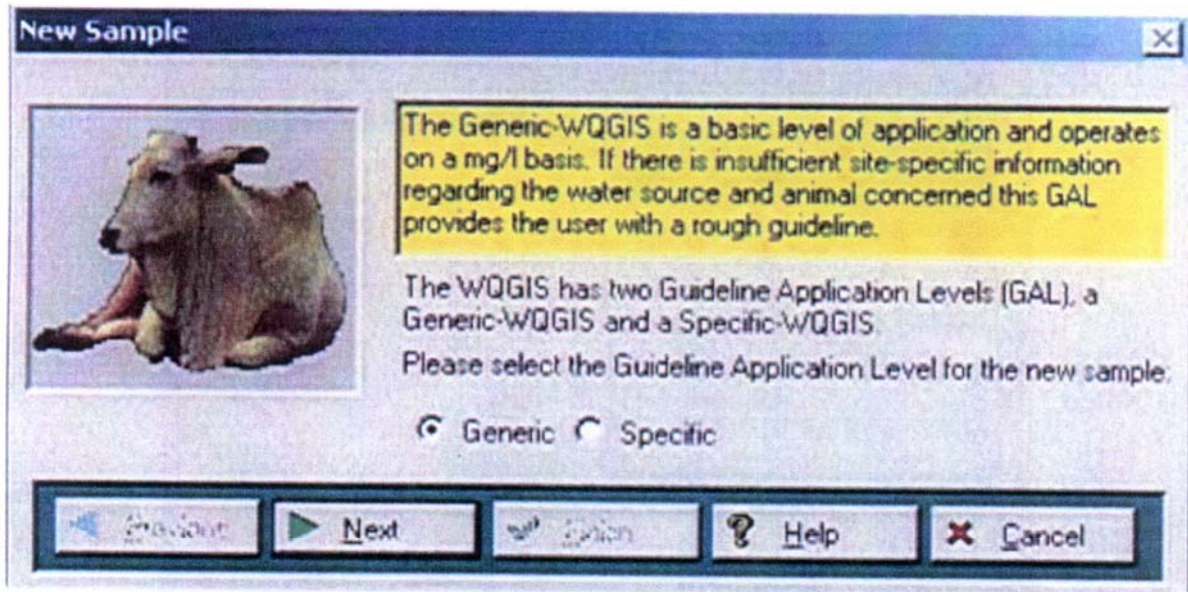 New Sample
The Generic-WQGIS is a basic level of application and operates
on a mg/l basis. If there is insufficient site-specific information
regarding the water source and animal concerned this GAL
provides the user with a rough guideline.
The WQGIS has two Guideline Application Levels (GAL), a
Generic-WQGIS and a Specific-WQGIS.
Please select the Guideline Application Level for the new sample:
Generic Specific
Previous Next Help Cancel